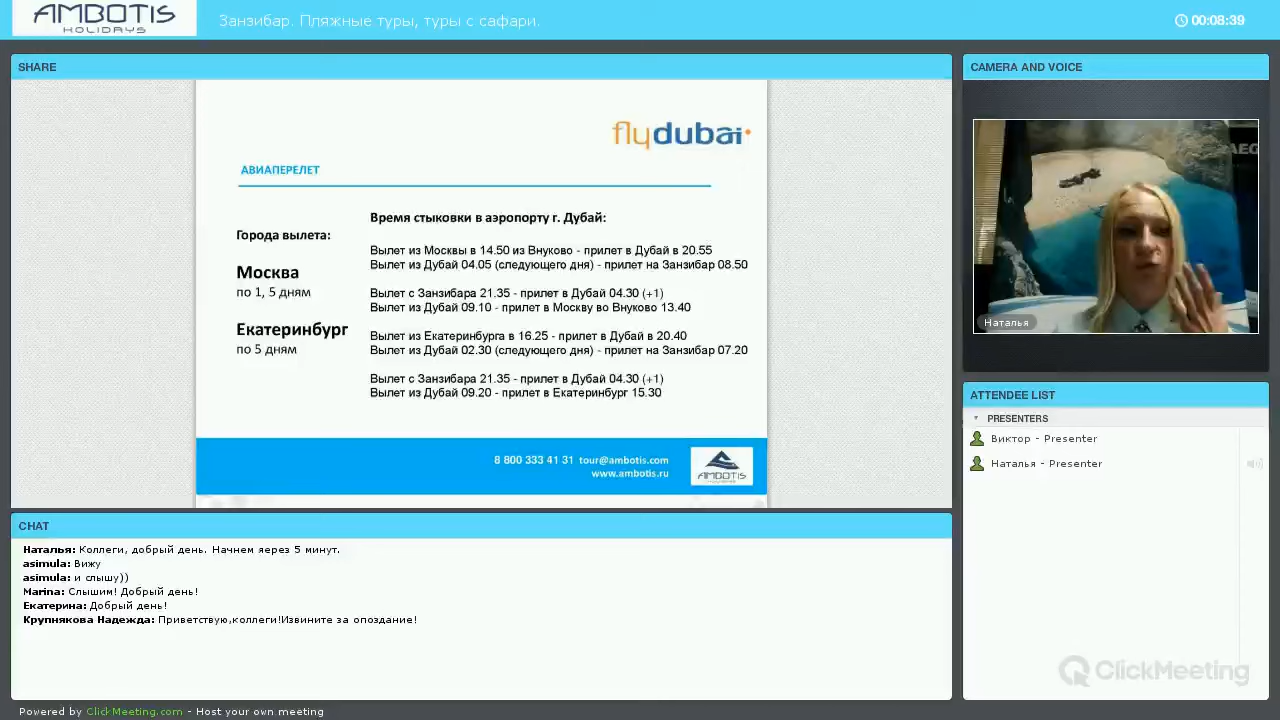 AMBOTIS
HOLIDAYS
Занзибар. Пляжные туры, туры с сафари.
00:08:39
SHARE
flydubai
АВИАПЕРЕЛЕТ
Города вылета:
Москва
по 1, 5 дням
Екатеринбург
по 5 дням
Время стыковки в аэропорту г. Дубай:
Вылет из Москвы в 14.50 из Внуково - прилет в Дубай в 20.55
Вылет из Дубай 04.05 (следующего дня) - прилет на Занзибар 08.50
Вылет с Занзибара 21.35 - прилет в Дубай 04.30 (+1)
Вылет из Дубай 09.10 - прилет в Москву во Внуково 13.40
Вылет из Екатеринбурга в 16.25 - прилет в Дубай в 20.40
Вылет из Дубай 02.30 (следующего дня) - прилет на Занзибар 07.20
Вылет с Занзибара 21.35 - прилет в Дубай 04.30 (+1)
Вылет из Дубай 09.20 - прилет в Екатеринбург 15.30
8 800 333 41 31 tour@ambotis.com
www.ambotis.ru
AMBOTIS
CAMERA AND VOICE
AEG
Наталья
ATTENDEE LIST
PRESENTERS
Виктор - Presenter
Наталья - Presenter
CHAT
Наталья: Коллеги, добрый день. Начнем яерез 5 минут.
asimula: Вижу
asimula: и слышу))
Marina: Слышим! Добрый день!
Екатерина: Добрый день!
Крупнякова Надежда: Приветствую,коллеги!Извините за опоздание!
ClickMeeting
Powered by ClickMeeting.com - Host your own meeting